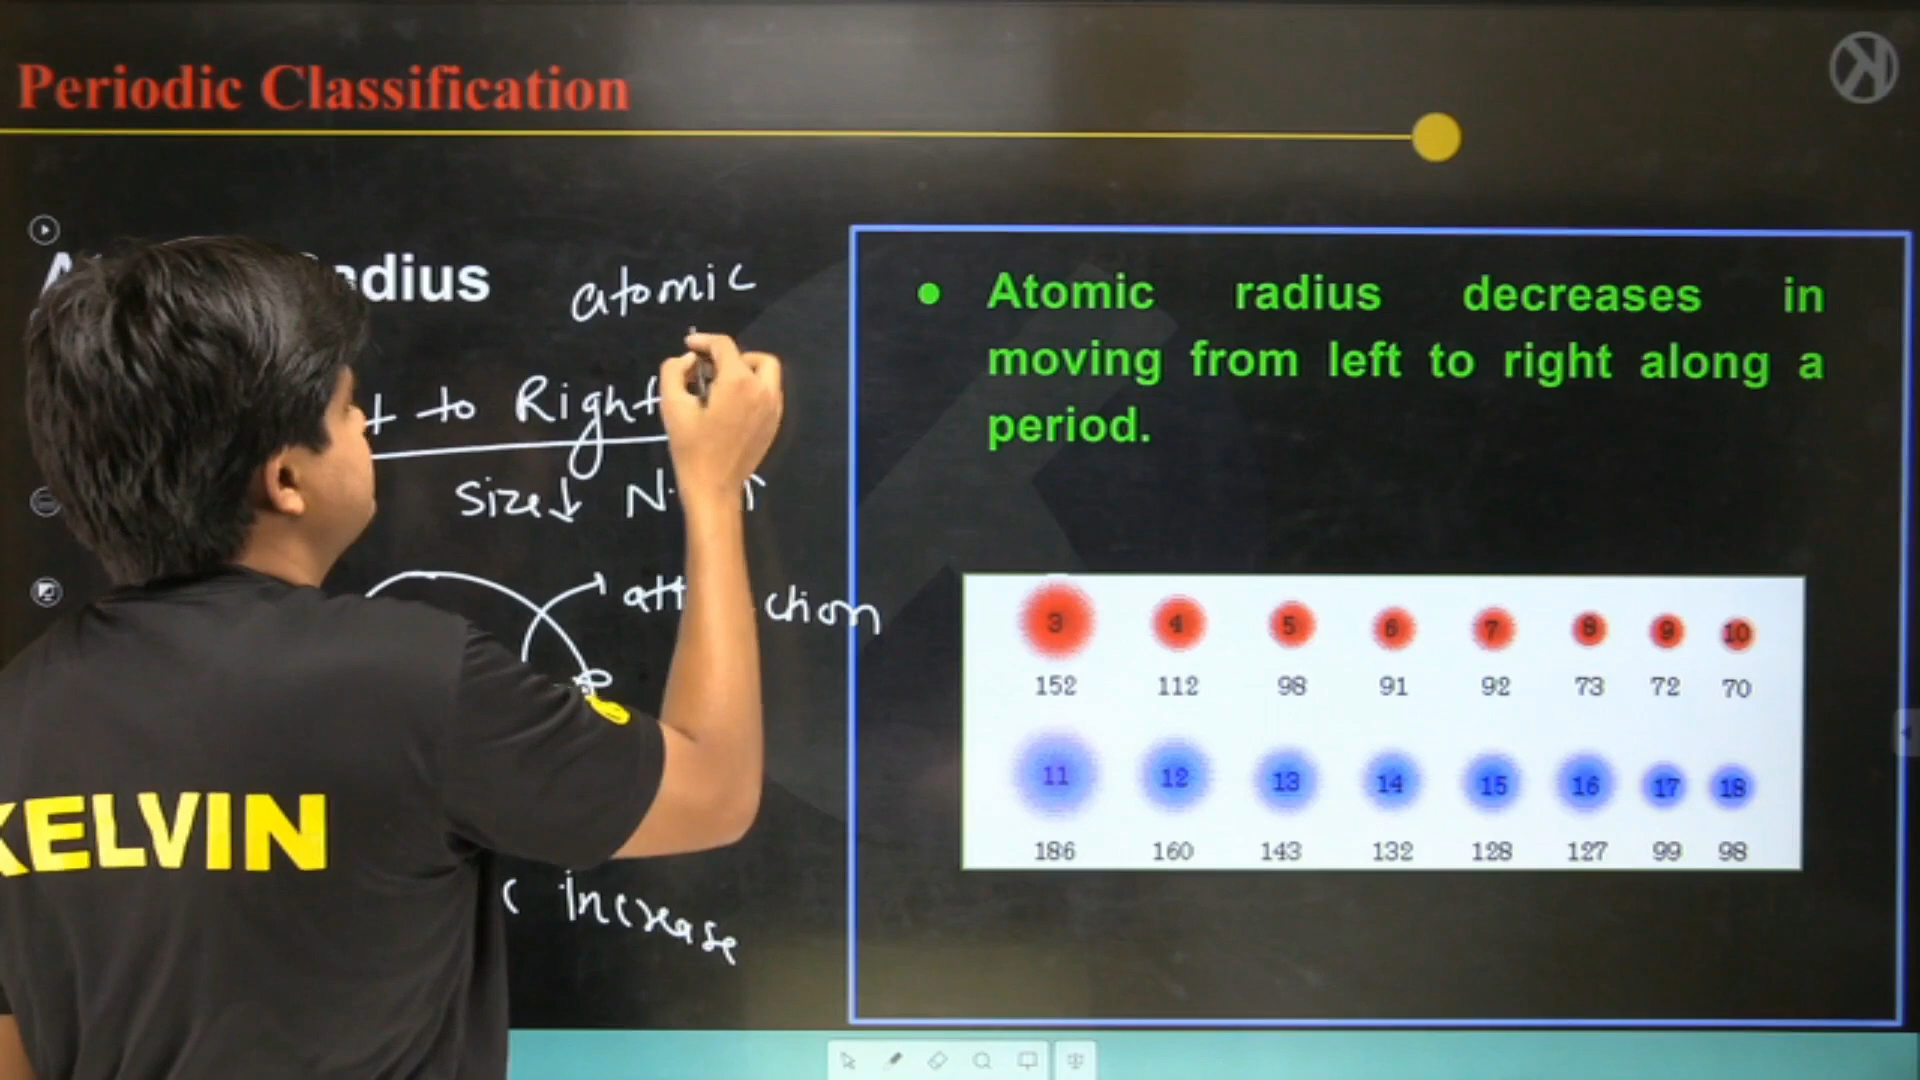 Periodic Classification
dius
atomic
to Right
Size↓ N
ction
increase
KELVIN
● Atomic radius decreases in
moving from left to right along a
period.
3 4 5 6 7 8 9 10
152 112 98 91 92 73 72 70
11 12 13 14 15 16 17 18
186 160 143 132 128 127 99 98